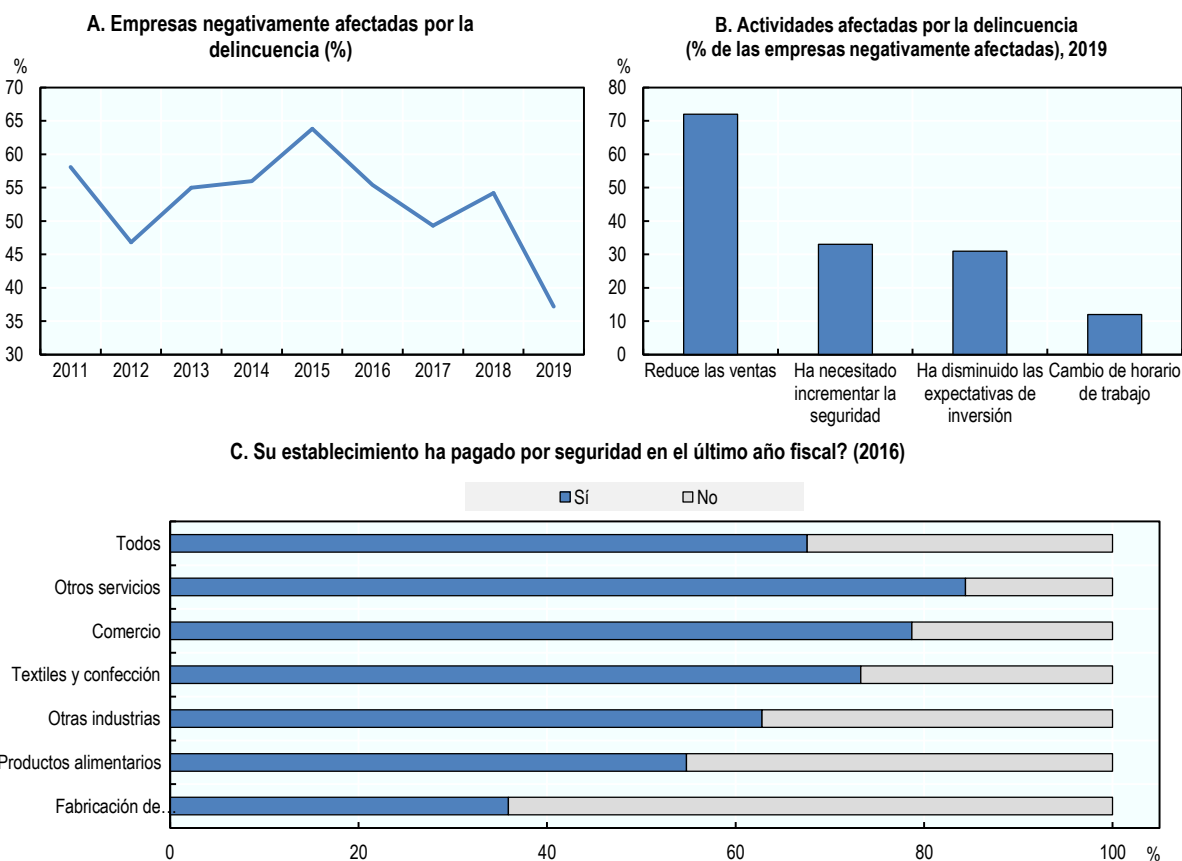 A. Empresas negativamente afectadas por la
delincuencia (%)
%
70
65
60
55
50
45
40
35
30
2011 2012 2013 2014 2015 2016 2017 2018 2019
B. Actividades afectadas por la delincuencia
(% de las empresas negativamente afectadas), 2019
%
80
70
60
50
40
30
20
10
0
Reduce las ventas
Ha necesitado
incrementar la
seguridad
Ha disminuido las
expectativas de
inversión
Cambio de horario
de trabajo
C. Su establecimiento ha pagado por seguridad en el último año fiscal? (2016)
Sí No
Todos
Otros servicios
Comercio
Textiles y confección
Otras industrias
Productos alimentarios
Fabricación de...
0 20 40 60 80 100 %